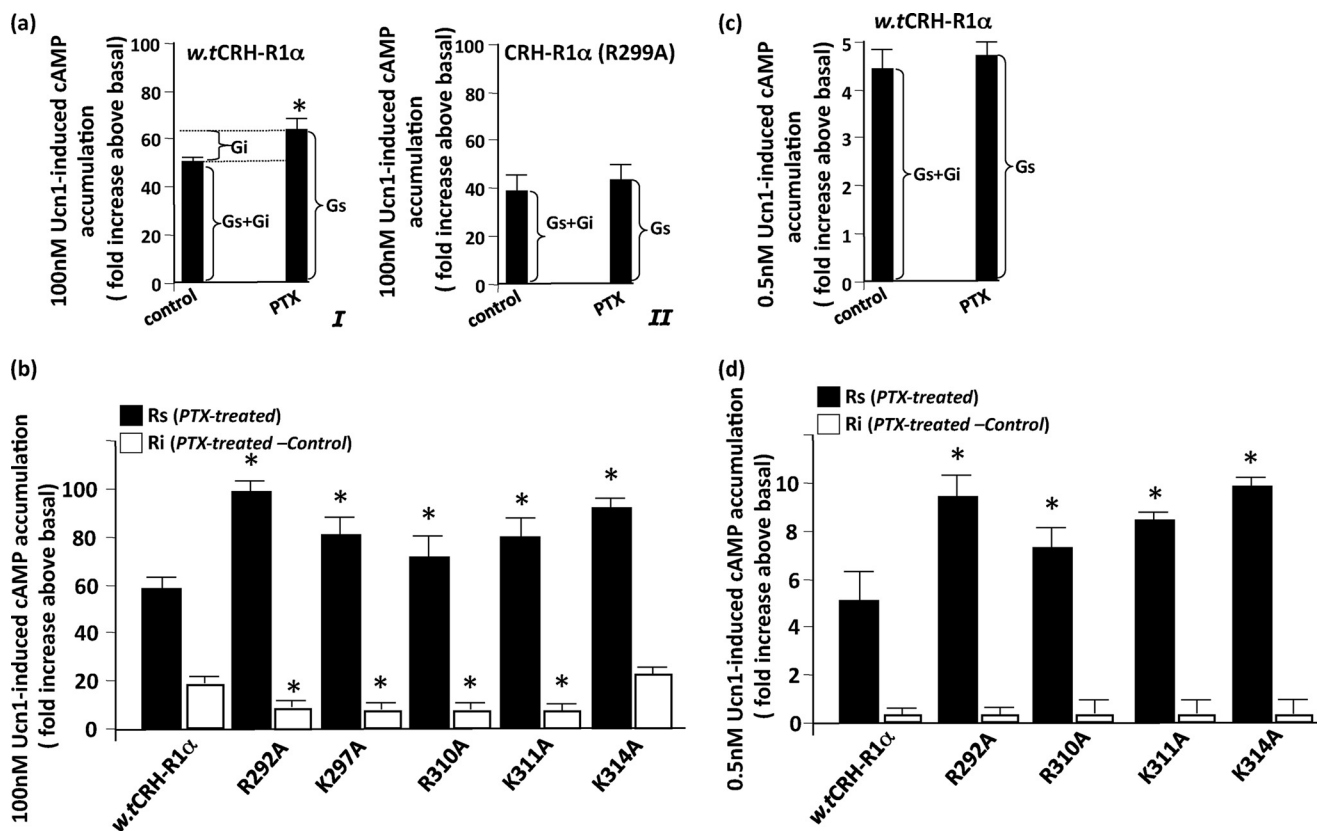 (a)
w.tCRH-R1α
100nM Ucn1-induced cAMP
accumulation
( fold increase above basal)
100
80
60
40
20
0
*
Gi
Gs+Gi
Gs
control
PTX
I
CRH-R1α (R299A)
100nM Ucn1-induced cAMP
accumulation
( fold increase above basal)
100
80
60
40
20
0
Gs+Gi
Gs
control
PTX
II
(c)
w.tCRH-R1α
0.5nM Ucn1-induced cAMP
accumulation
( fold increase above basal)
5
4
3
2
1
0
Gs+Gi
Gs
control
PTX
(b)
Rs (PTX-treated)
Ri (PTX-treated –Control)
100nM Ucn1-induced cAMP accumulation
( fold increase above basal)
100
80
60
40
20
0
* * * * *
* * * *
w.tCRH-R1α
R292A
K297A
R310A
K311A
K314A
(d)
Rs (PTX-treated)
Ri (PTX-treated –Control)
0.5nM Ucn1-induced cAMP accumulation
( fold increase above basal)
10
8
6
4
2
0
* * * *
w.tCRH-R1α
R292A
R310A
K311A
K314A